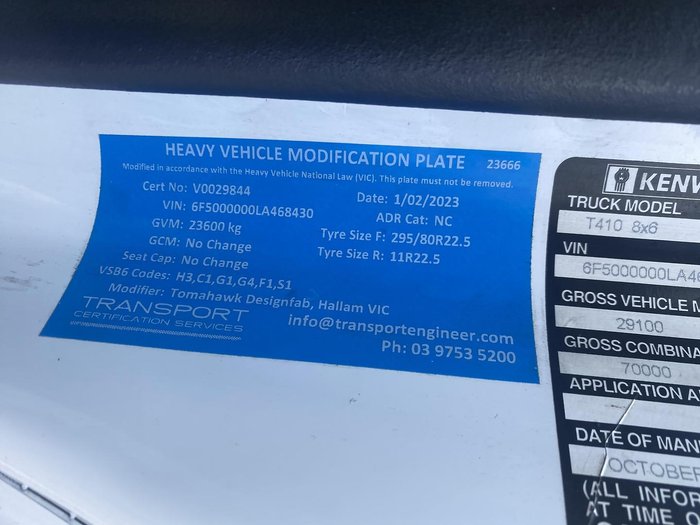 HEAVY VEHICLE MODIFICATION PLATE 23666
Modified in accordance with the Heavy Vehicle National Law (VIC). This plate must not be removed.
Cert No: V0029844 Date: 1/02/2023
VIN: 6F5000000LA468430 ADR Cat: NC
GVM: 23600 kg Tyre Size F: 295/80R22.5
GCM: No Change Tyre Size R: 11R22.5
Seat Cap: No Change
VSB6 Codes: H3,C1,G1,G4,F1,S1
Modifier: Tomahawk Designfab, Hallam VIC
TRANSPORT
CERTIFICATION SERVICES
info@transportengineer.com
Ph: 03 9753 5200
KENW
TRUCK MODEL
T410 8x6
VIN
6F5000000LA46
GROSS VEHICLE M
29100
GROSS COMBINA
70000
APPLICATION A
DATE OF MAN
OCTOBER
(ALL INFOR
AT TIME O